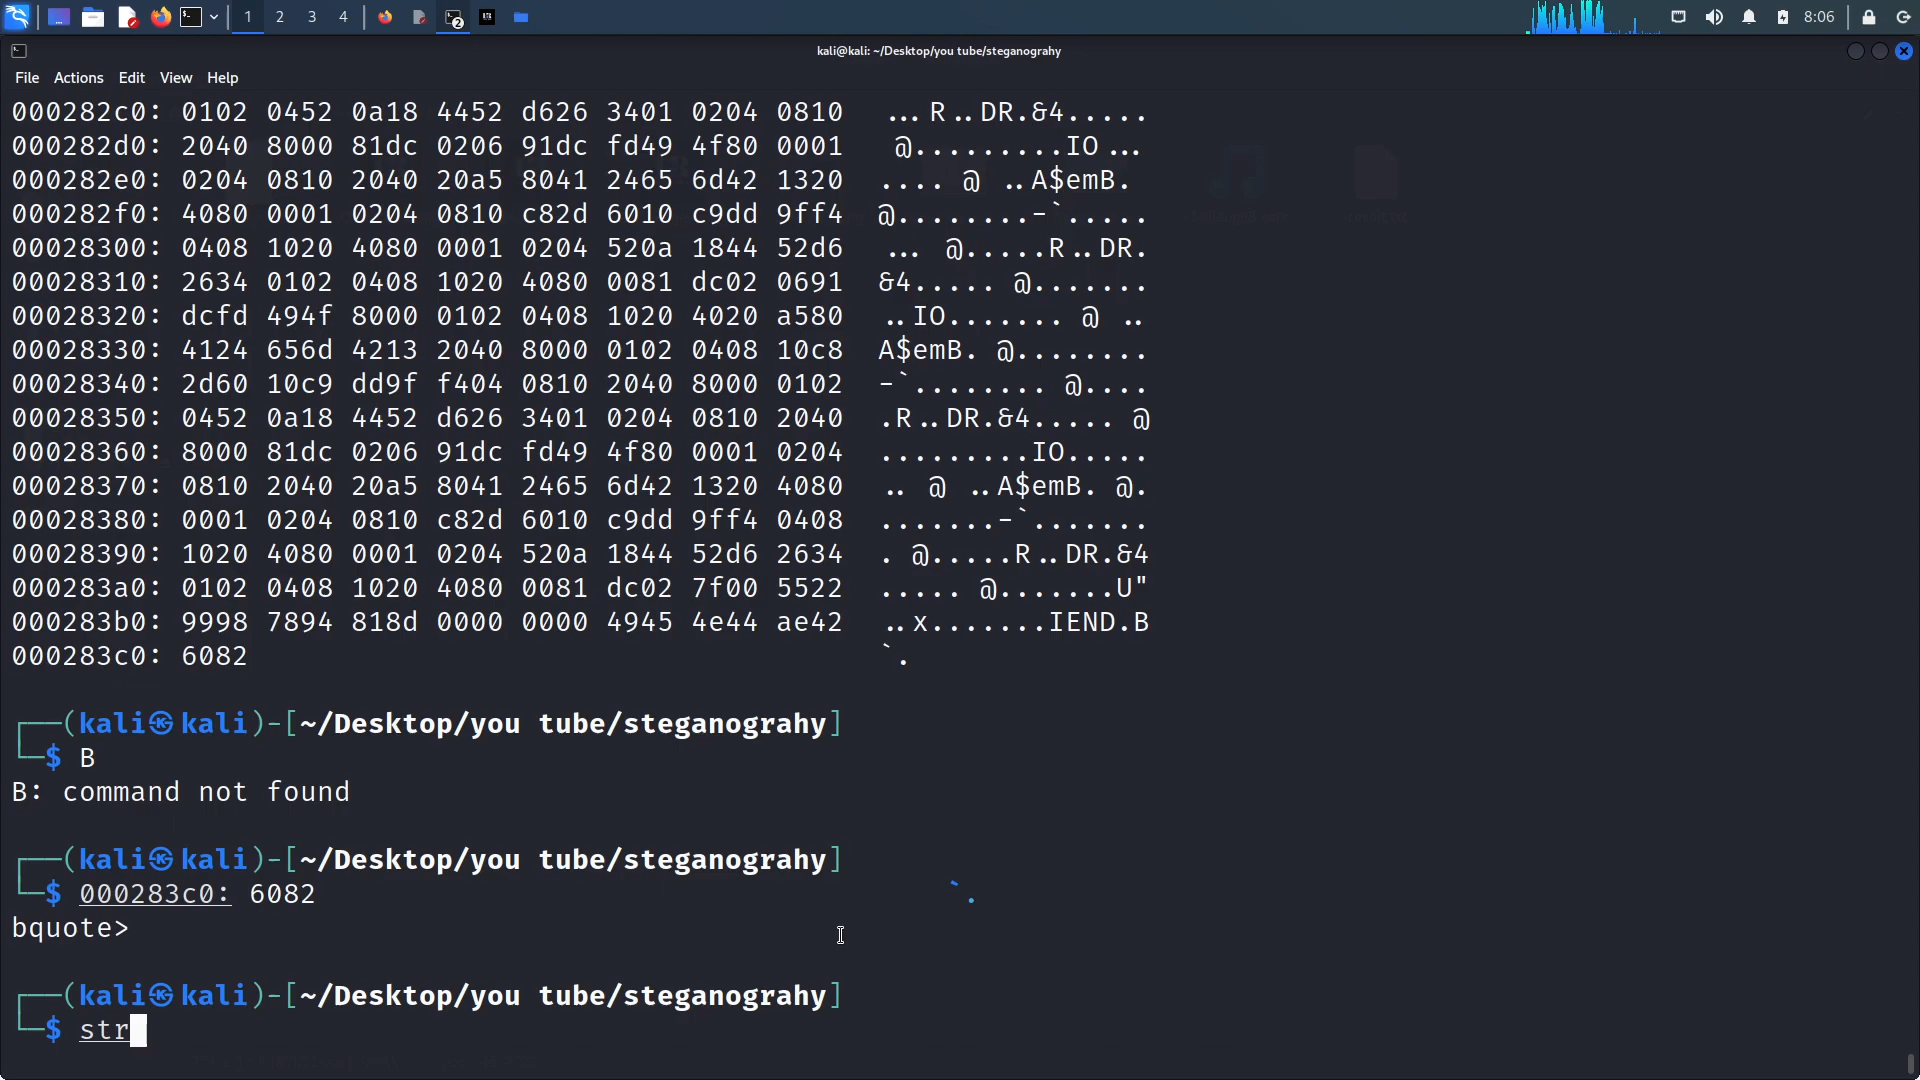 1 2 3 4 2 8:06
kali@kali: ~/Desktop/you tube/steganograhy
File Actions Edit View Help
000282c0: 0102 0452 0a18 4452 d626 3401 0204 0810 ...R..DR.&4.....
000282d0: 2040 8000 81dc 0206 91dc fd49 4f80 0001 @.........IO...
000282e0: 0204 0810 2040 20a5 8041 2465 6d42 1320 .... @ ..A$emB.
000282f0: 4080 0001 0204 0810 c82d 6010 c9dd 9ff4 @........-`.....
00028300: 0408 1020 4080 0001 0204 520a 1844 52d6 ... @.....R..DR.
00028310: 2634 0102 0408 1020 4080 0081 dc02 0691 &4..... @.......
00028320: dcfd 494f 8000 0102 0408 1020 4020 a580 ..IO....... @ ..
00028330: 4124 656d 4213 2040 8000 0102 0408 10c8 A$emB. @........
00028340: 2d60 10c9 dd9f f404 0810 2040 8000 0102 -`........ @....
00028350: 0452 0a18 4452 d626 3401 0204 0810 2040 .R..DR.&4..... @
00028360: 8000 81dc 0206 91dc fd49 4f80 0001 0204 .........IO.....
00028370: 0810 2040 20a5 8041 2465 6d42 1320 4080 .. @ ..A$emB. @.
00028380: 0001 0204 0810 c82d 6010 c9dd 9ff4 0408 .......-`.......
00028390: 1020 4080 0001 0204 520a 1844 52d6 2634 . @.....R..DR.&4
000283a0: 0102 0408 1020 4080 0081 dc02 7f00 5522 ..... @.......U"
000283b0: 9998 7894 818d 0000 0000 4945 4e44 ae42 ..x.......IEND.B
000283c0: 6082 `.
┌──(kali㉿kali)-[~/Desktop/you tube/steganograhy]
└─$ B
B: command not found
┌──(kali㉿kali)-[~/Desktop/you tube/steganograhy]
└─$ 000283c0: 6082 `.
bquote>
┌──(kali㉿kali)-[~/Desktop/you tube/steganograhy]
└─$ str